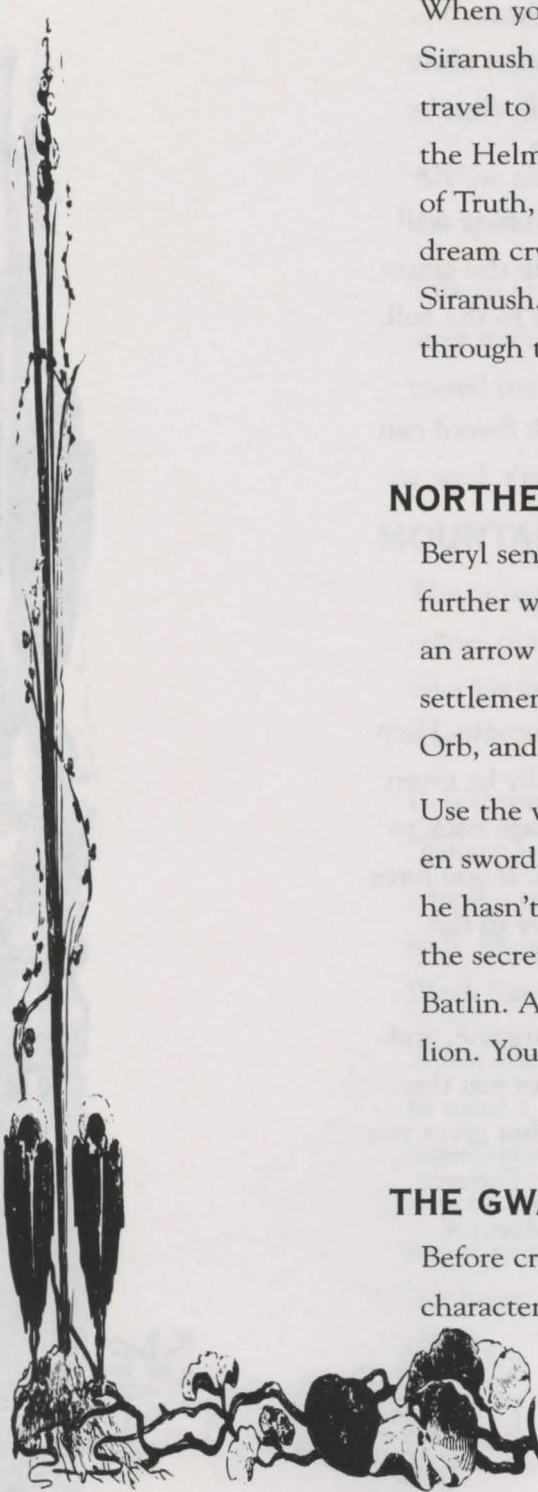 When yo
Siranush
travel to
the Helm
of Truth,
dream cry
Siranush.
through t
NORTHE
Beryl sen
further w
an arrow
settlemen
Orb, and
Use the v
en sword
he hasn't
the secre
Batlin. A
lion. You
THE GWA
Before cr
character